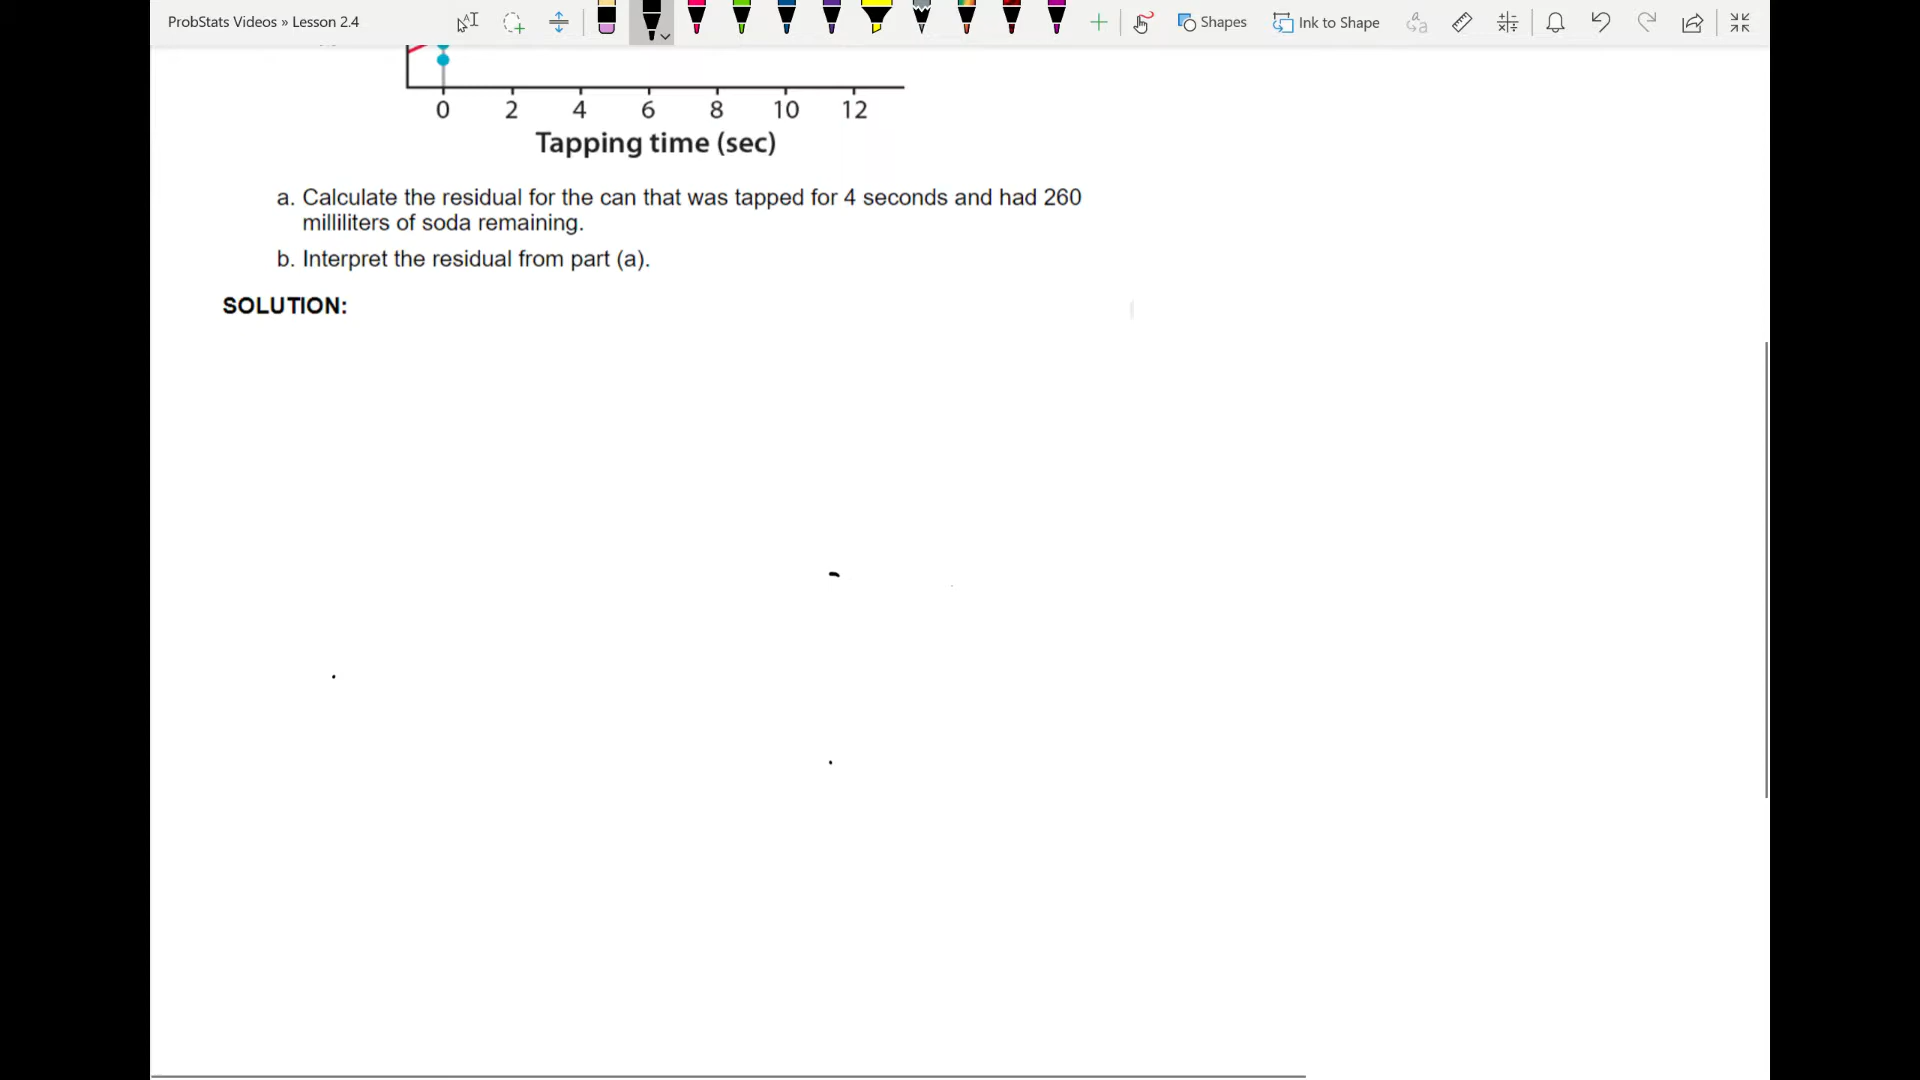 ProbStats Videos » Lesson 2.4
Shapes
Ink to Shape
0 2 4 6 8 10 12
Tapping time (sec)
a. Calculate the residual for the can that was tapped for 4 seconds and had 260
milliliters of soda remaining.
b. Interpret the residual from part (a).
SOLUTION: